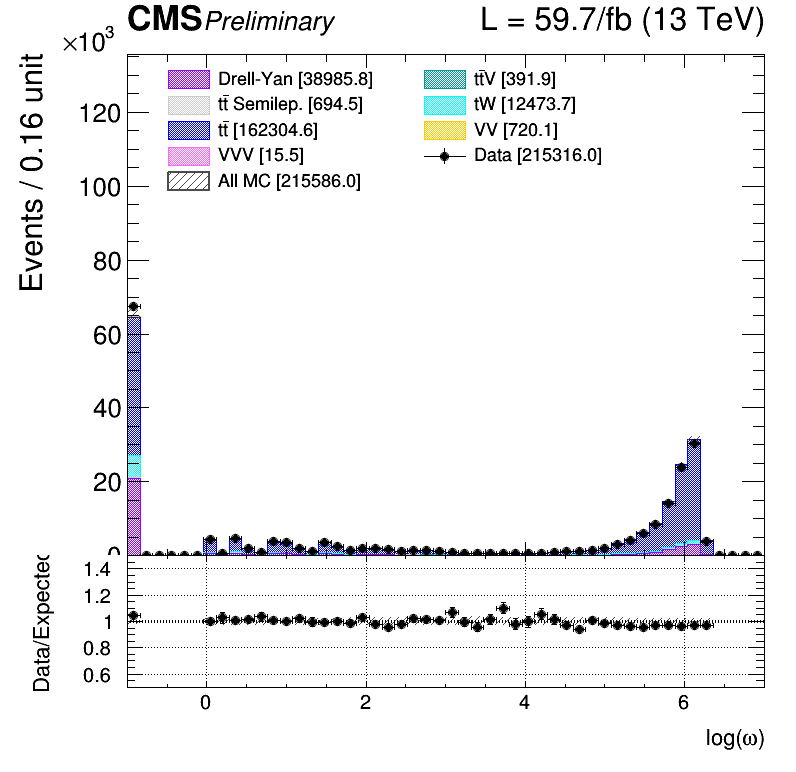 CMS Preliminary L = 59.7/fb (13 TeV)
×10³
Events / 0.16 unit
Drell-Yan [38985.8]
tt̄V [391.9]
tt̄ Semilep. [694.5]
tW [12473.7]
tt̄ [162304.6]
VV [720.1]
VVV [15.5]
Data [215316.0]
All MC [215586.0]
120
100
80
60
40
20
0
Data/Expected
1.4
1.2
1
0.8
0.6
0 2 4 6
log(ω)